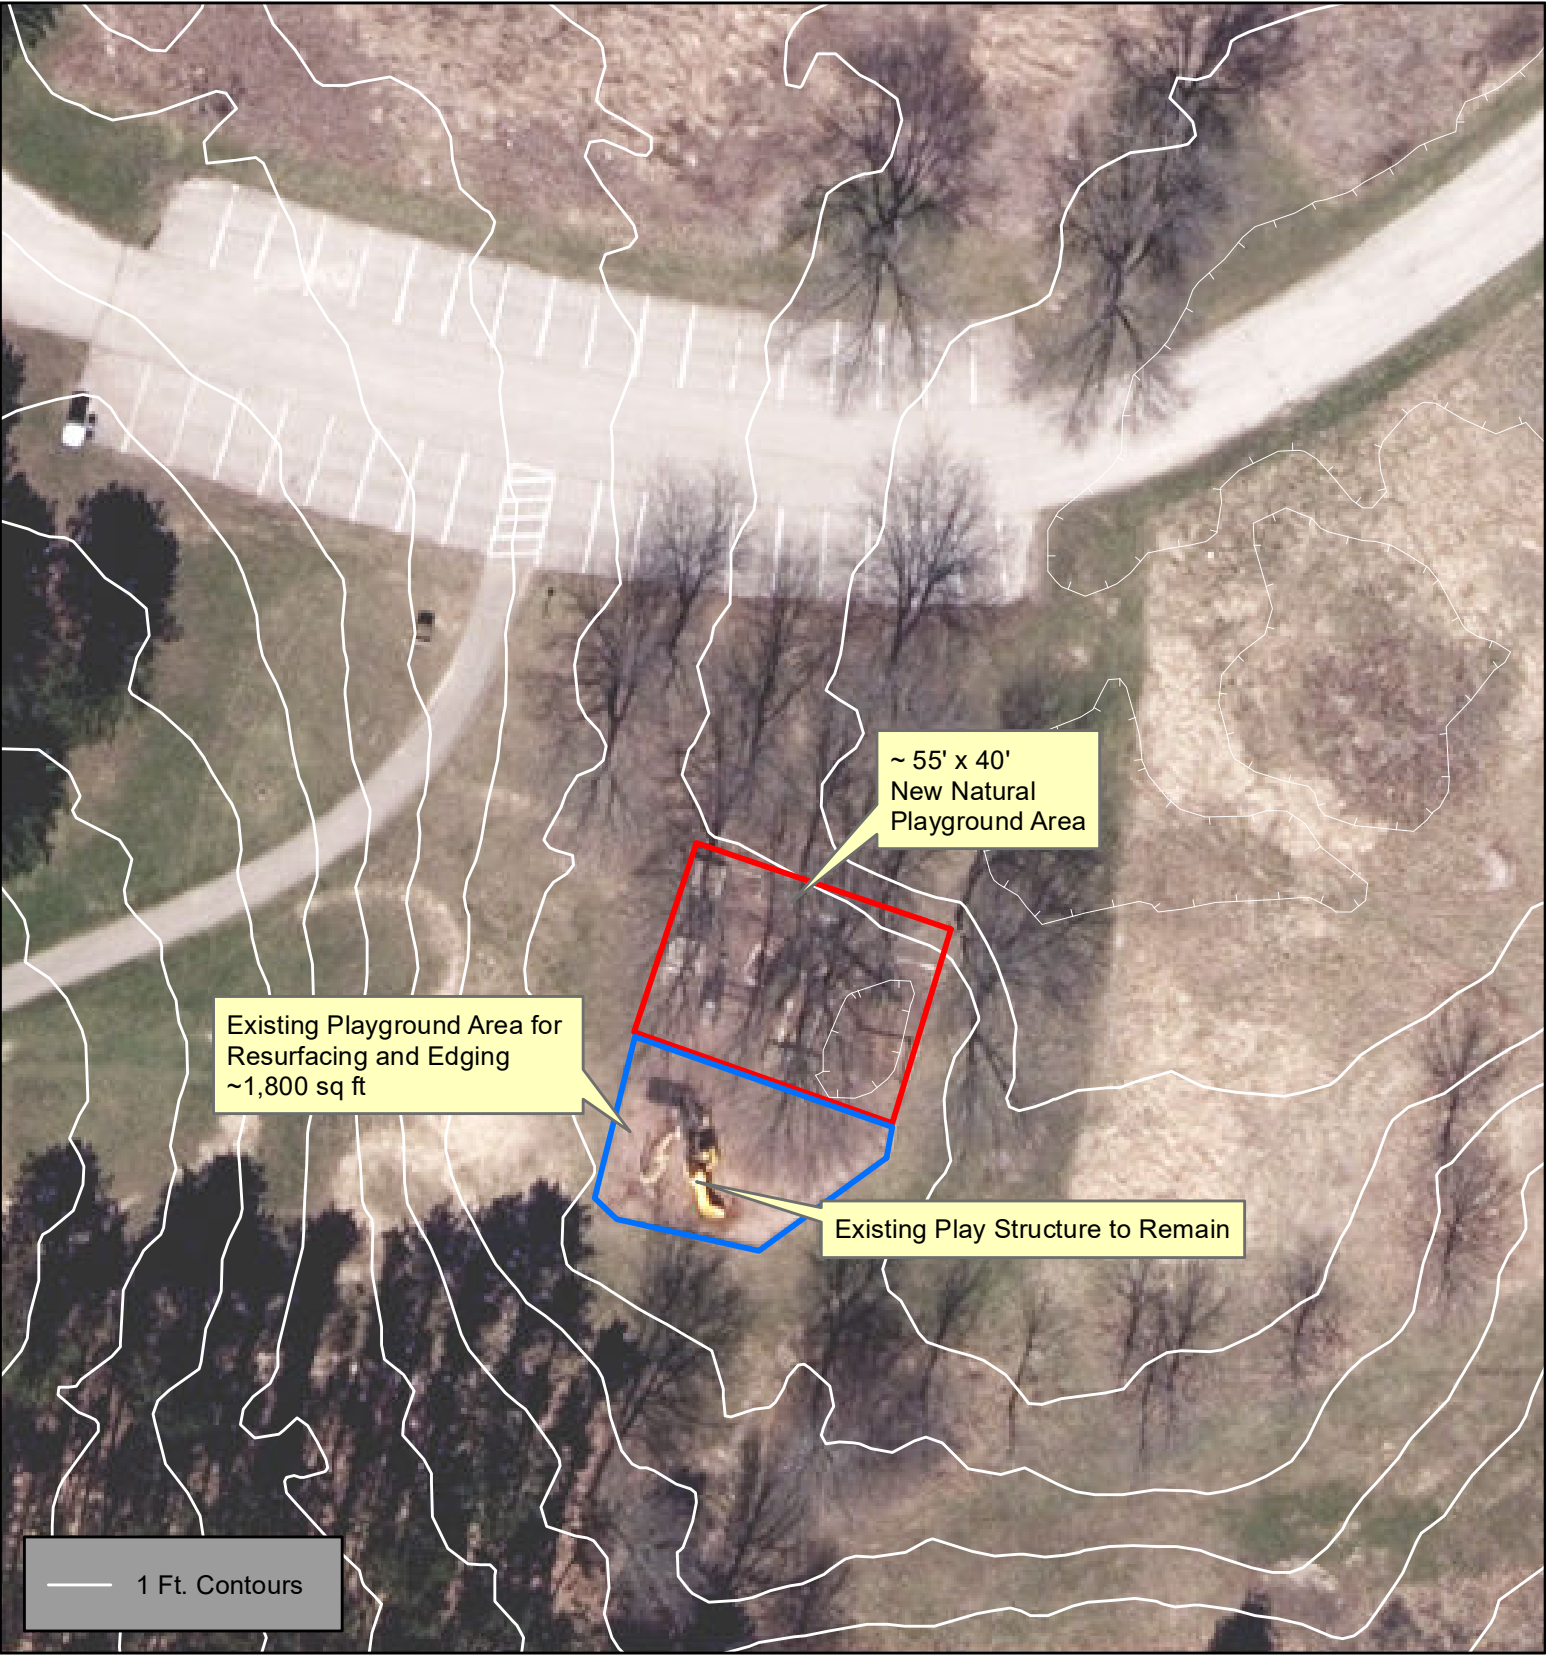 ~ 55' x 40'
New Natural
Playground Area
Existing Playground Area for
Resurfacing and Edging
~1,800 sq ft
Existing Play Structure to Remain
1 Ft. Contours